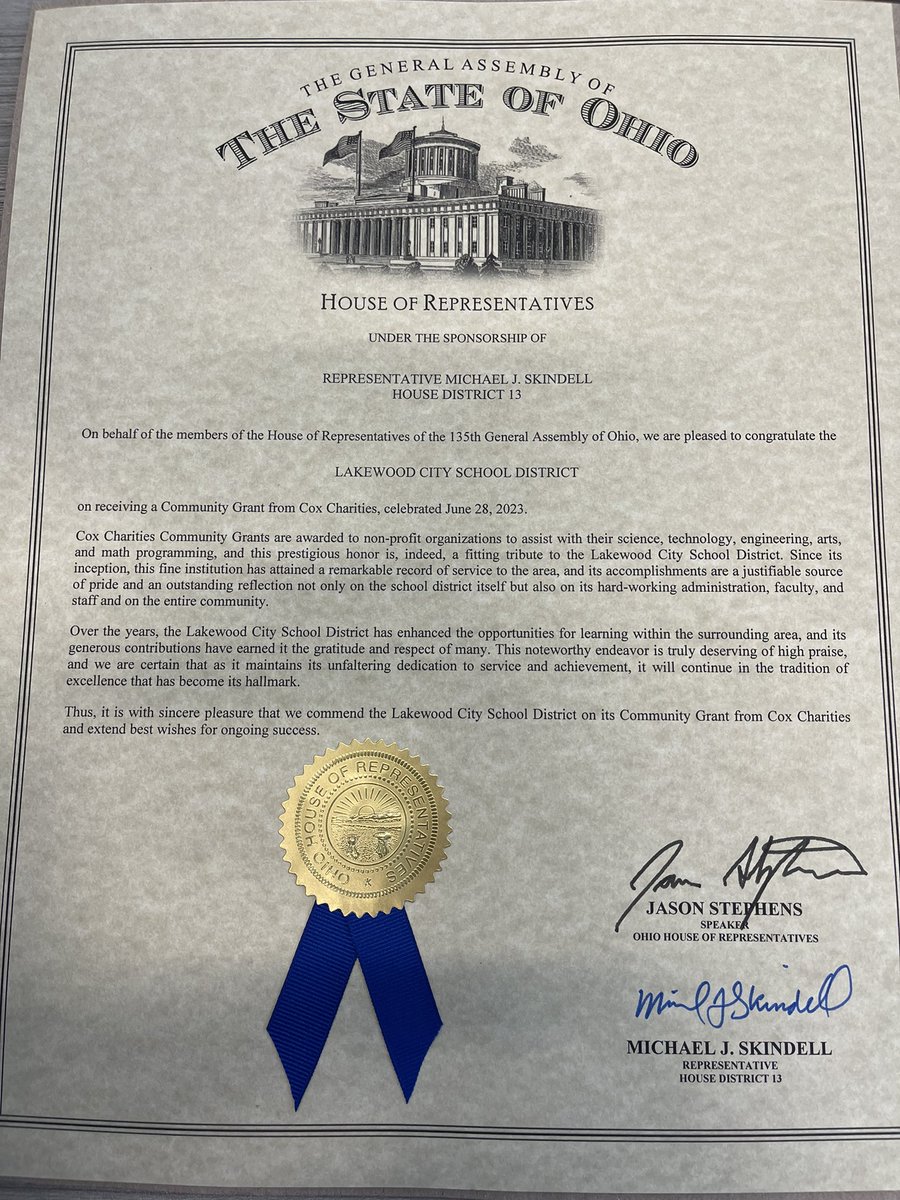 THE GENERAL ASSEMBLY OF
THE STATE OF OHIO
HOUSE OF REPRESENTATIVES
UNDER THE SPONSORSHIP OF
REPRESENTATIVE MICHAEL J. SKINDELL
HOUSE DISTRICT 13
On behalf of the members of the House of Representatives of the 135th General Assembly of Ohio, we are pleased to congratulate the
LAKEWOOD CITY SCHOOL DISTRICT
on receiving a Community Grant from Cox Charities, celebrated June 28, 2023.
Cox Charities Community Grants are awarded to non-profit organizations to assist with their science, technology, engineering, arts,
and math programming, and this prestigious honor is, indeed, a fitting tribute to the Lakewood City School District. Since its
inception, this fine institution has attained a remarkable record of service to the area, and its accomplishments are a justifiable source
of pride and an outstanding reflection not only on the school district itself but also on its hard-working administration, faculty, and
staff and on the entire community.
Over the years, the Lakewood City School District has enhanced the opportunities for learning within the surrounding area, and its
generous contributions have earned it the gratitude and respect of many. This noteworthy endeavor is truly deserving of high praise,
and we are certain that as it maintains its unfaltering dedication to service and achievement, it will continue in the tradition of
excellence that has become its hallmark.
Thus, it is with sincere pleasure that we commend the Lakewood City School District on its Community Grant from Cox Charities
and extend best wishes for ongoing success.
OHIO HOUSE OF REPRESENTATIVES
Jason Stephens
JASON STEPHENS
SPEAKER
OHIO HOUSE OF REPRESENTATIVES
Michael J Skindell
MICHAEL J. SKINDELL
REPRESENTATIVE
HOUSE DISTRICT 13